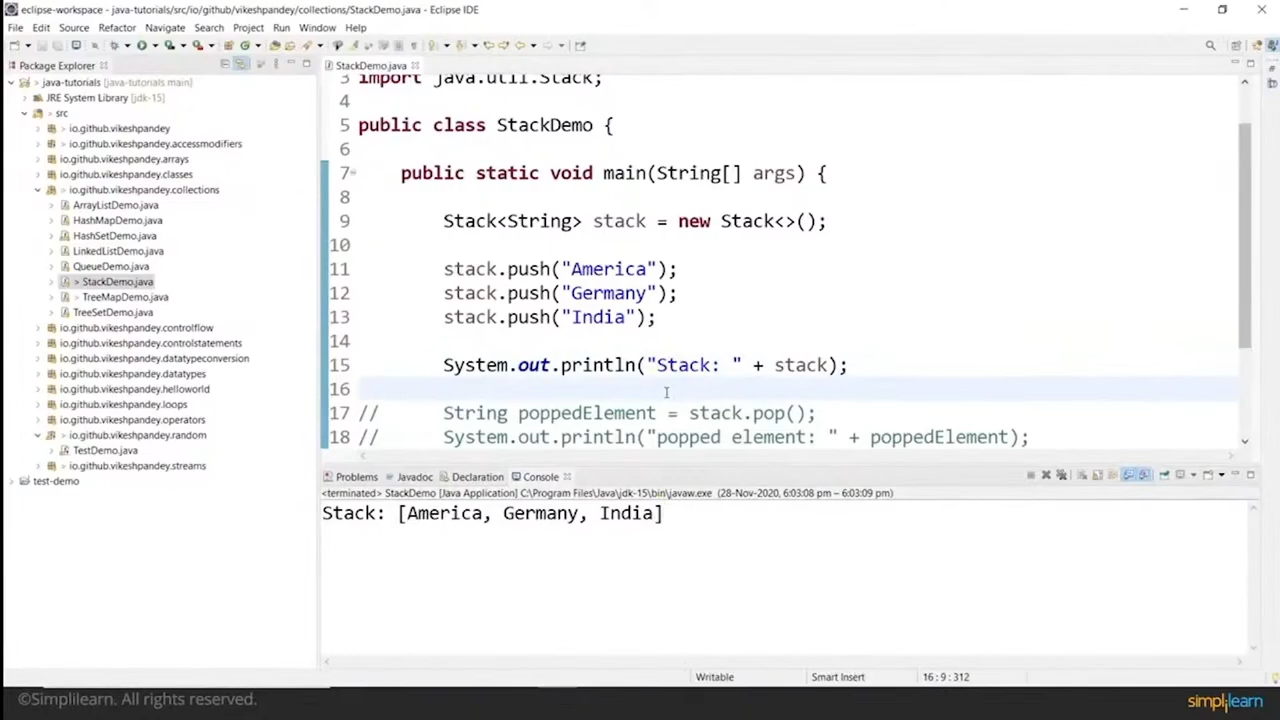 eclipse-workspace - java-tutorials/src/io/github/vikeshpandey/collections/StackDemo.java - Eclipse IDE
File Edit Source Refactor Navigate Search Project Run Window Help
Package Explorer
java-tutorials [java-tutorials main]
JRE System Library [jdk-15]
src
> io.github.vikeshpandey
> io.github.vikeshpandey.accessmodifiers
io.github.vikeshpandey.arrays
io.github.vikeshpandey.classes
> io.github.vikeshpandey.collections
ArrayListDemo.java
HashMapDemo.java
HashSetDemo.java
LinkedListDemo.java
QueueDemo.java
> StackDemo.java
> TreeMapDemo.java
TreeSetDemo.java
io.github.vikeshpandey.controlflow
io.github.vikeshpandey.controlstatements
io.github.vikeshpandey.datatypeconversion
io.github.vikeshpandey.datatypes
io.github.vikeshpandey.helloworld
io.github.vikeshpandey.loops
io.github.vikeshpandey.operators
> io.github.vikeshpandey.random
TestDemo.java
> io.github.vikeshpandey.streams
test-demo
StackDemo.java
3 import java.util.Stack;
4
5 public class StackDemo {
6
7 public static void main(String[] args) {
8
9 Stack<String> stack = new Stack<>();
10
11 stack.push("America");
12 stack.push("Germany");
13 stack.push("India");
14
15 System.out.println("Stack: " + stack);
16
17 // String poppedElement = stack.pop();
18 // System.out.println("popped element: " + poppedElement);
Problems Javadoc Declaration Console
<terminated> StackDemo [Java Application] C:\Program Files\Java\jdk-15\bin\javaw.exe (28-Nov-2020, 6:03:08 pm – 6:03:09 pm)
Stack: [America, Germany, India]
Writable Smart Insert 16 : 9 : 312
©Simplilearn. All rights reserved.
simplilearn